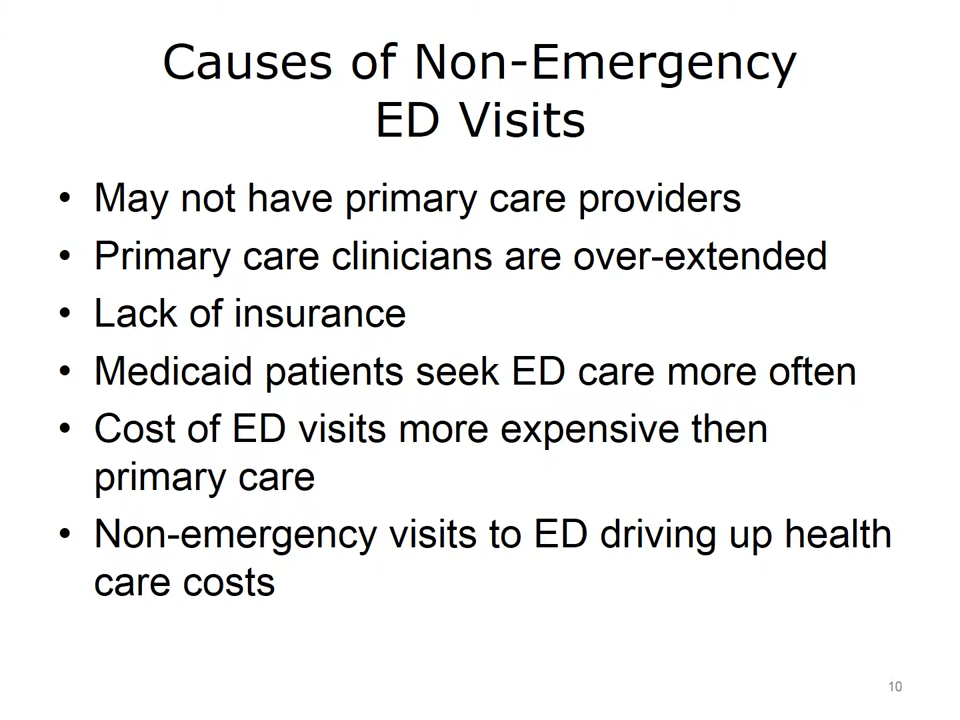 Causes of Non-Emergency
ED Visits
• May not have primary care providers
• Primary care clinicians are over-extended
• Lack of insurance
• Medicaid patients seek ED care more often
• Cost of ED visits more expensive then
primary care
• Non-emergency visits to ED driving up health
care costs
10